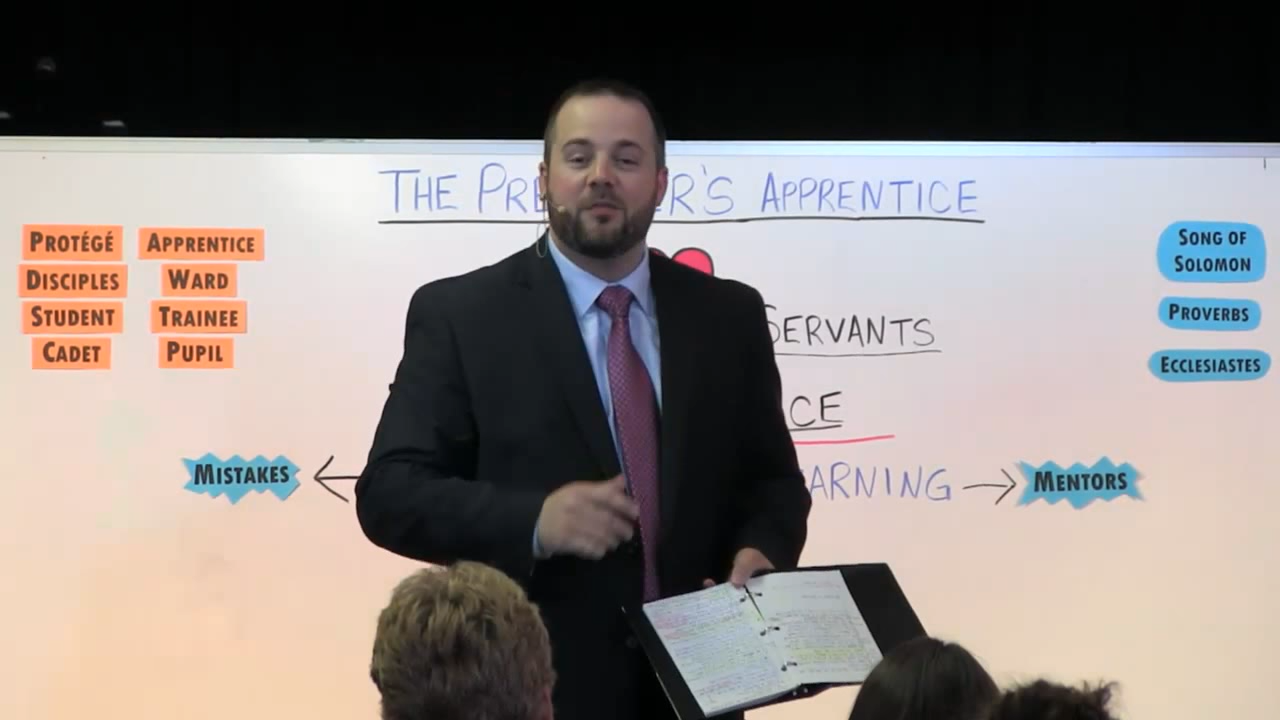 THE PRE ER'S APPRENTICE
PROTÉGÉ APPRENTICE
DISCIPLES WARD
STUDENT TRAINEE
CADET PUPIL
SONG OF
SOLOMON
PROVERBS
ECCLESIASTES
SERVANTS
CE
MISTAKES
ARNING
MENTORS